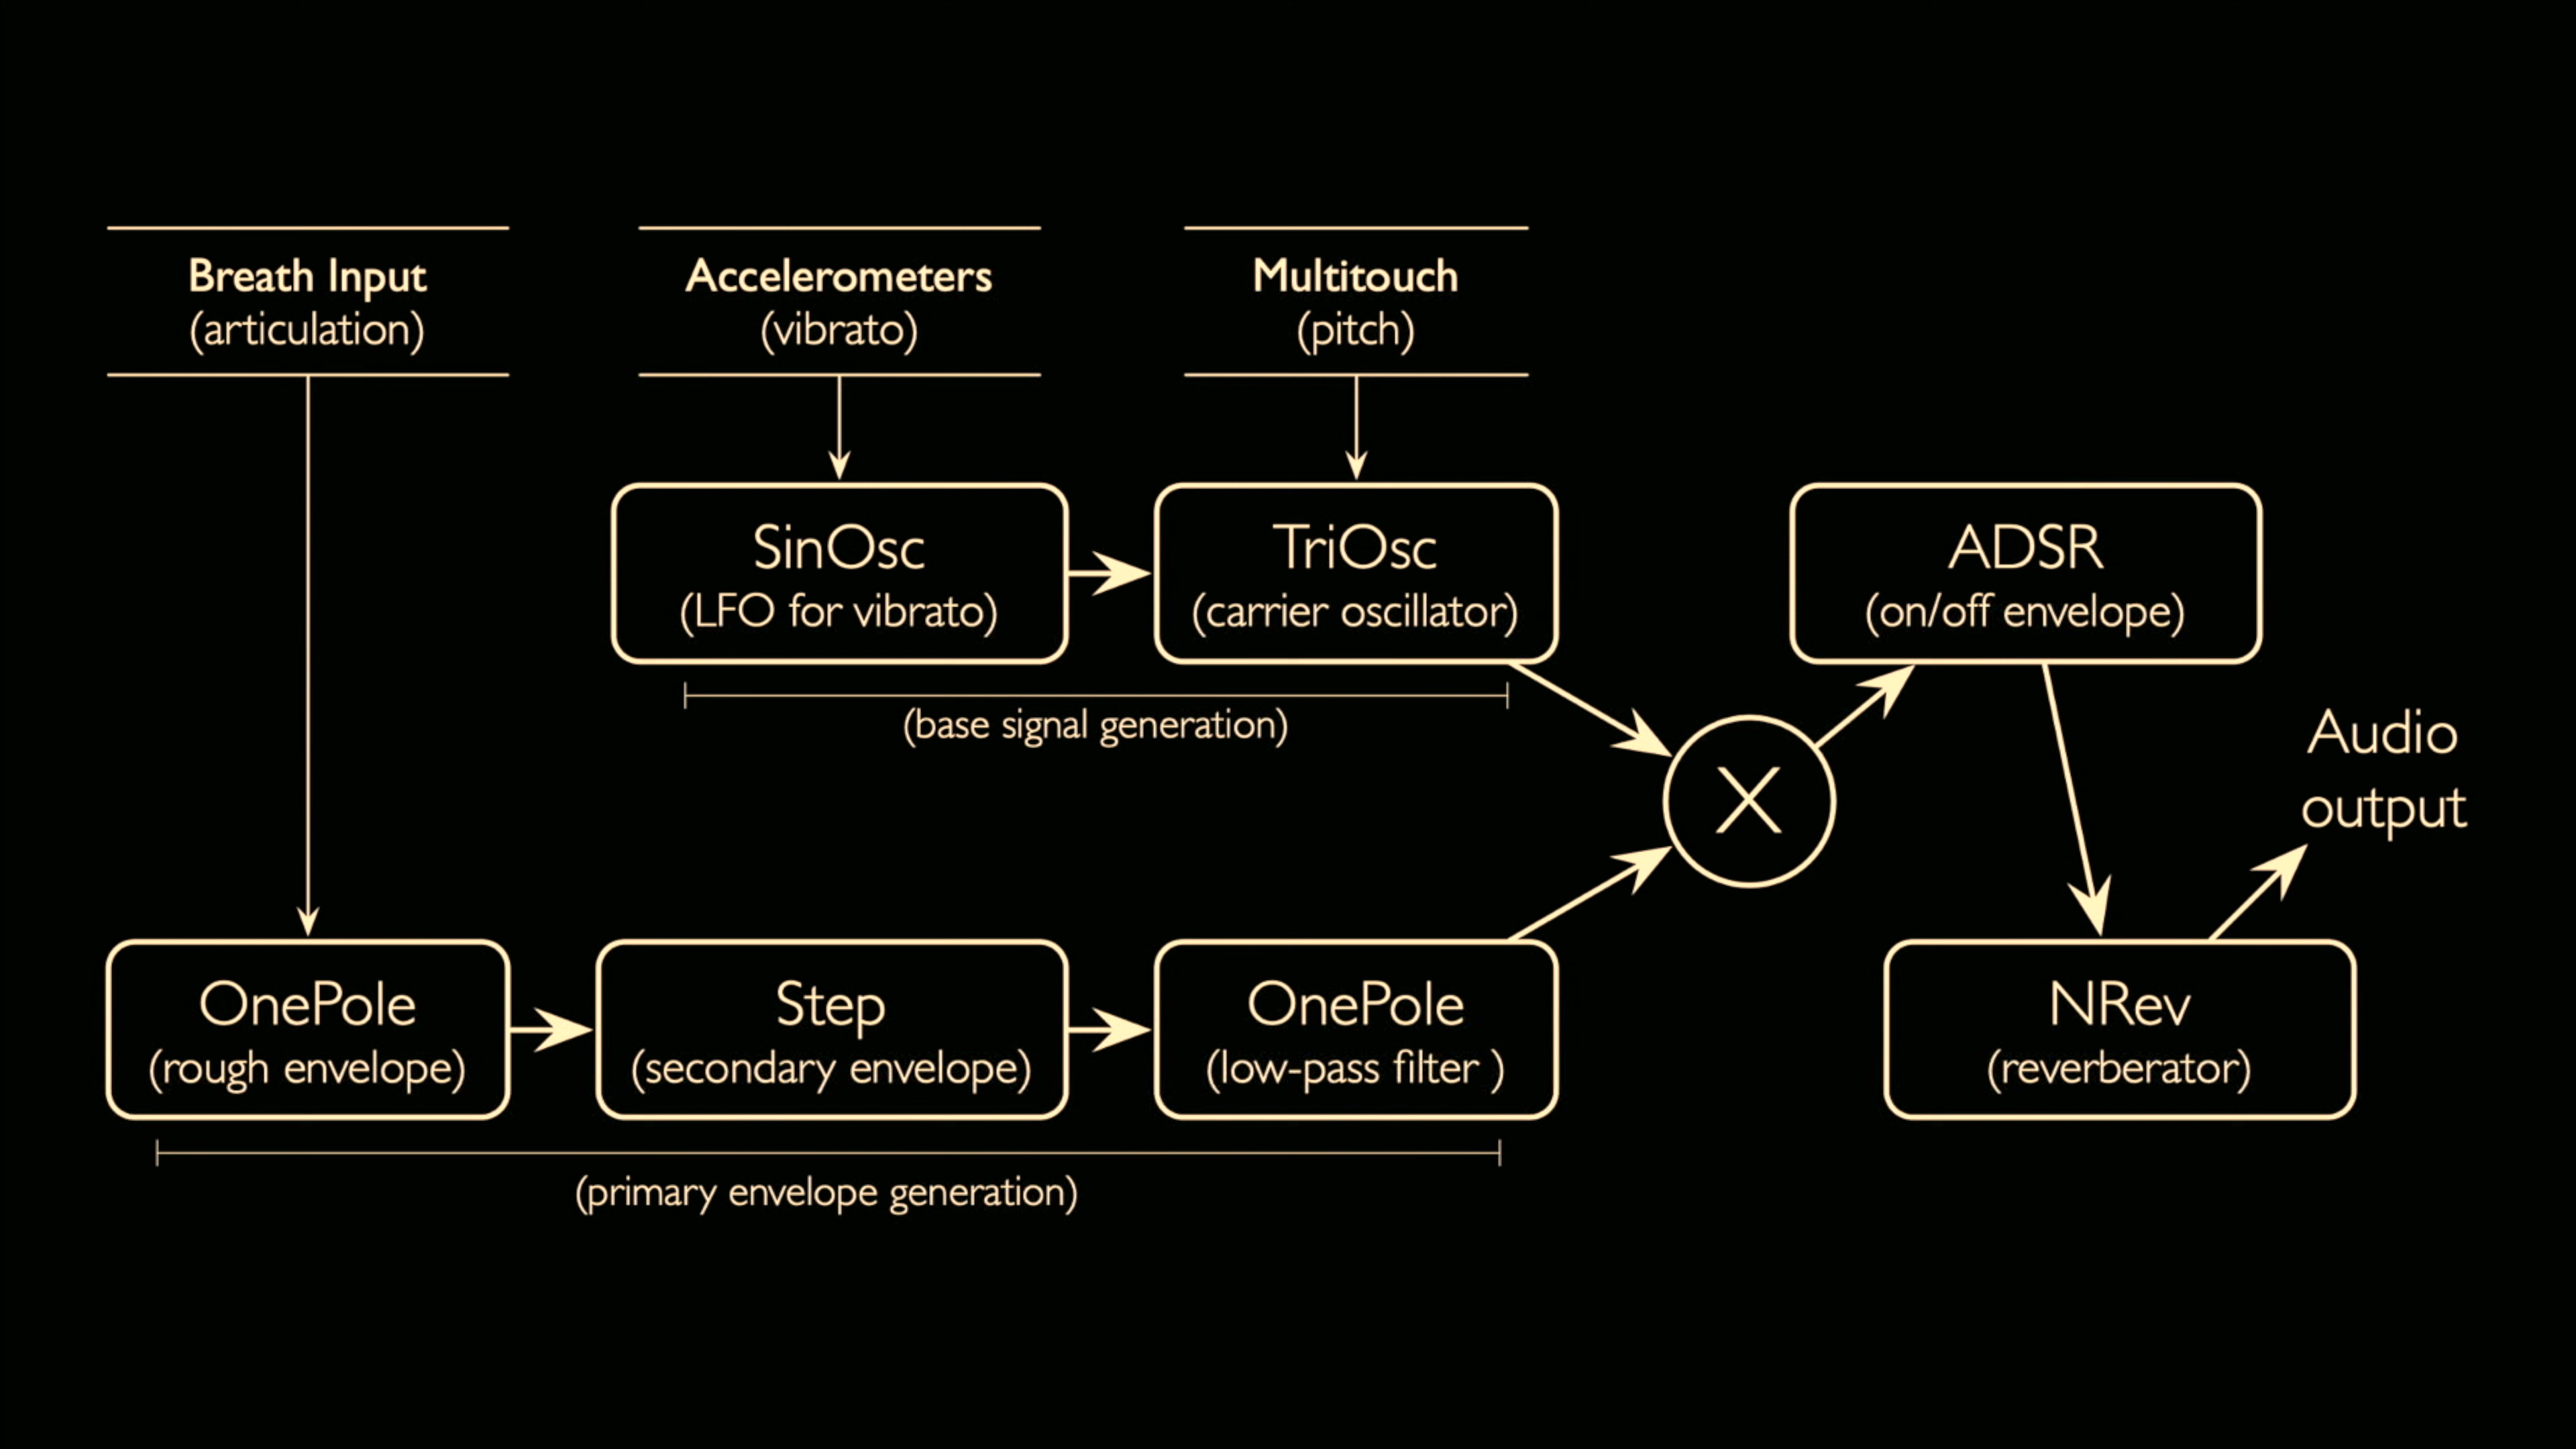 Breath Input
(articulation)
Accelerometers
(vibrato)
Multitouch
(pitch)
SinOsc
(LFO for vibrato)
TriOsc
(carrier oscillator)
ADSR
(on/off envelope)
(base signal generation)
X
Audio
output
OnePole
(rough envelope)
Step
(secondary envelope)
OnePole
(low-pass filter )
NRev
(reverberator)
(primary envelope generation)